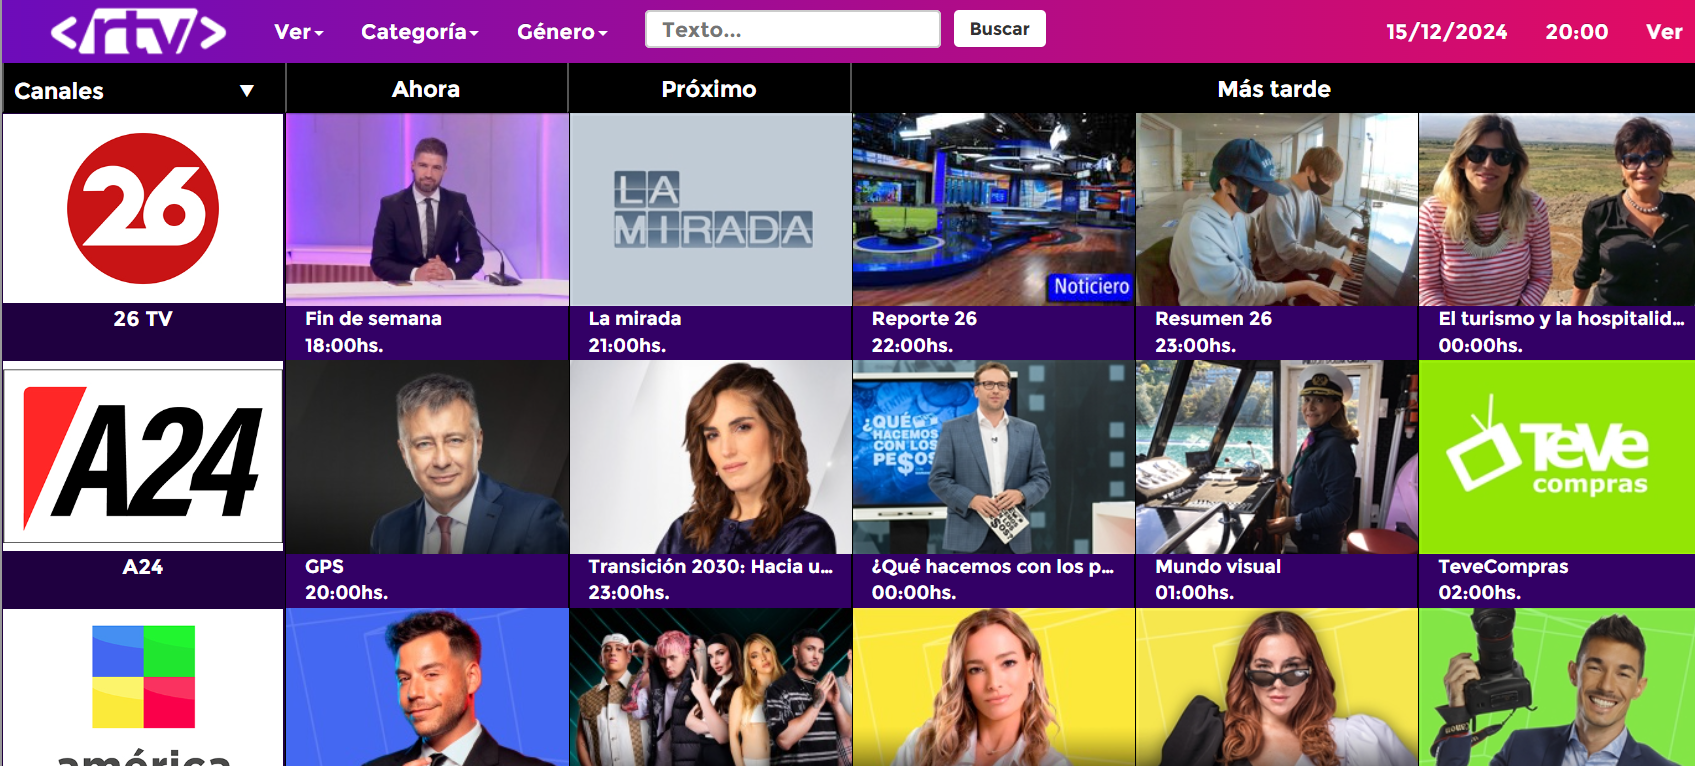 <rtv/>
Ver
Categoría
Género
Texto...
Buscar
15/12/2024
20:00
Ver
Canales
Ahora
Próximo
Más tarde
26
LA
MIRADA
Noticiero
26 TV
Fin de semana
18:00hs.
La mirada
21:00hs.
Reporte 26
22:00hs.
Resumen 26
23:00hs.
El turismo y la hospitalid...
00:00hs.
A24
¿QUÉ
HACEMOS
CON LOS
PE$OS
TeVe
compras
A24
GPS
20:00hs.
Transición 2030: Hacia u...
23:00hs.
¿Qué hacemos con los p...
00:00hs.
Mundo visual
01:00hs.
TeveCompras
02:00hs.
américa